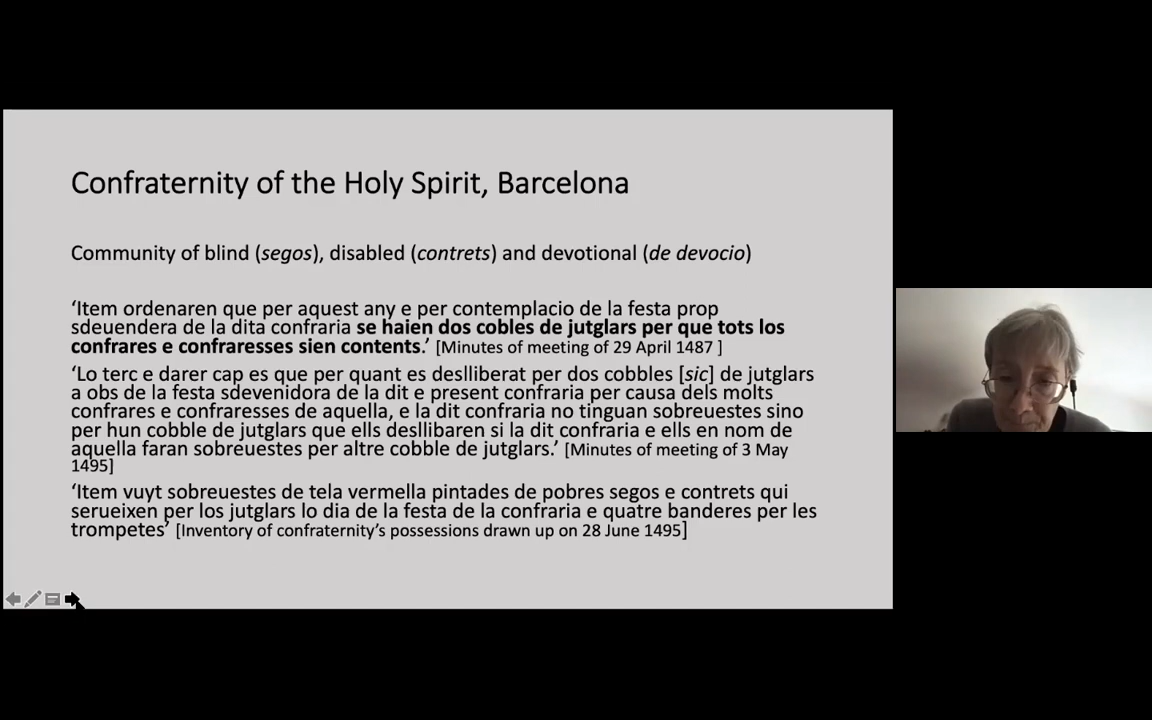 Confraternity of the Holy Spirit, Barcelona
Community of blind (segos), disabled (contrets) and devotional (de devocio)
‘Item ordenaren que per aquest any e per contemplacio de la festa prop
sdeuendera de la dita confraria se haien dos cobles de jutglars per que tots los
confrares e confraresses sien contents.’ [Minutes of meeting of 29 April 1487 ]
‘Lo terc e darer cap es que per quant es deslliberat per dos cobbles [sic] de jutglars
a obs de la festa sdevenidora de la dit e present confraria per causa dels molts
confrares e confraresses de aquella, e la dit confraria no tinguan sobreuestes sino
per hun cobble de jutglars que ells desllibaren si la dit confraria e ells en nom de
aquella faran sobreuestes per altre cobble de jutglars.’ [Minutes of meeting of 3 May
1495]
‘Item vuyt sobreuestes de tela vermella pintades de pobres segos e contrets qui
serueixen per los jutglars lo dia de la festa de la confraria e quatre banderes per les
trompetes’ [Inventory of confraternity’s possessions drawn up on 28 June 1495]